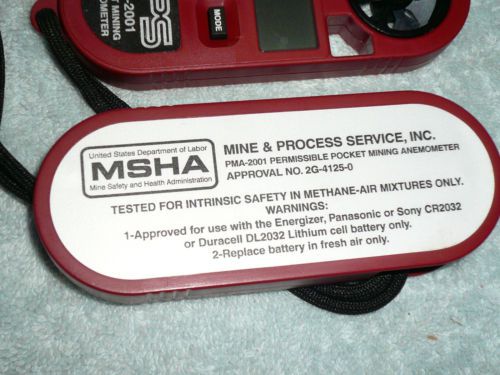 -2001
T MINING
OMETER
PS
MODE
United States Department of Labor
MSHA
Mine Safety and Health Administration
MINE & PROCESS SERVICE, INC.
PMA-2001 PERMISSIBLE POCKET MINING ANEMOMETER
APPROVAL NO. 2G-4125-0
TESTED FOR INTRINSIC SAFETY IN METHANE-AIR MIXTURES ONLY.
WARNINGS:
1-Approved for use with the Energizer, Panasonic or Sony CR2032
or Duracell DL2032 Lithium cell battery only.
2-Replace battery in fresh air only.